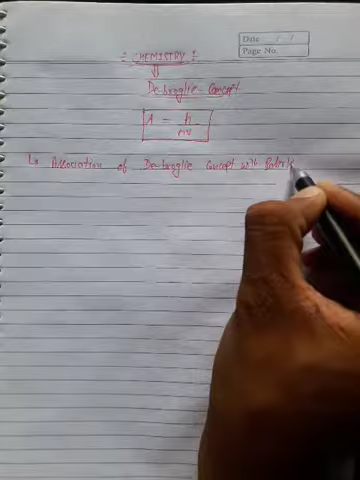 Date / /
Page No.
: CHEMISTRY :
⇓
De-broglie Concept
λ = h/mv
↳ Association of De-broglie Concept with Bohr's